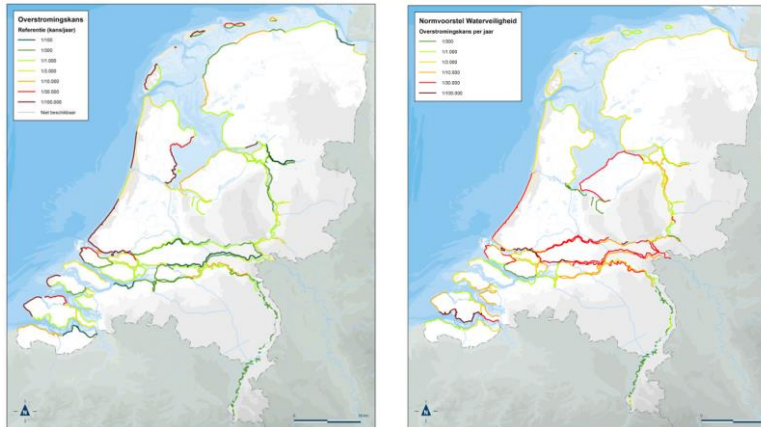 Overstromingskans
Referentie (kans/jaar)
1/100
1/300
1/1.000
1/3.000
1/10.000
1/30.000
1/100.000
Niet beschikbaar
N
0
Normvoorstel Waterveiligheid
Overstromingskans per jaar
1/300
1/1.000
1/3.000
1/10.000
1/30.000
1/100.000
N
0